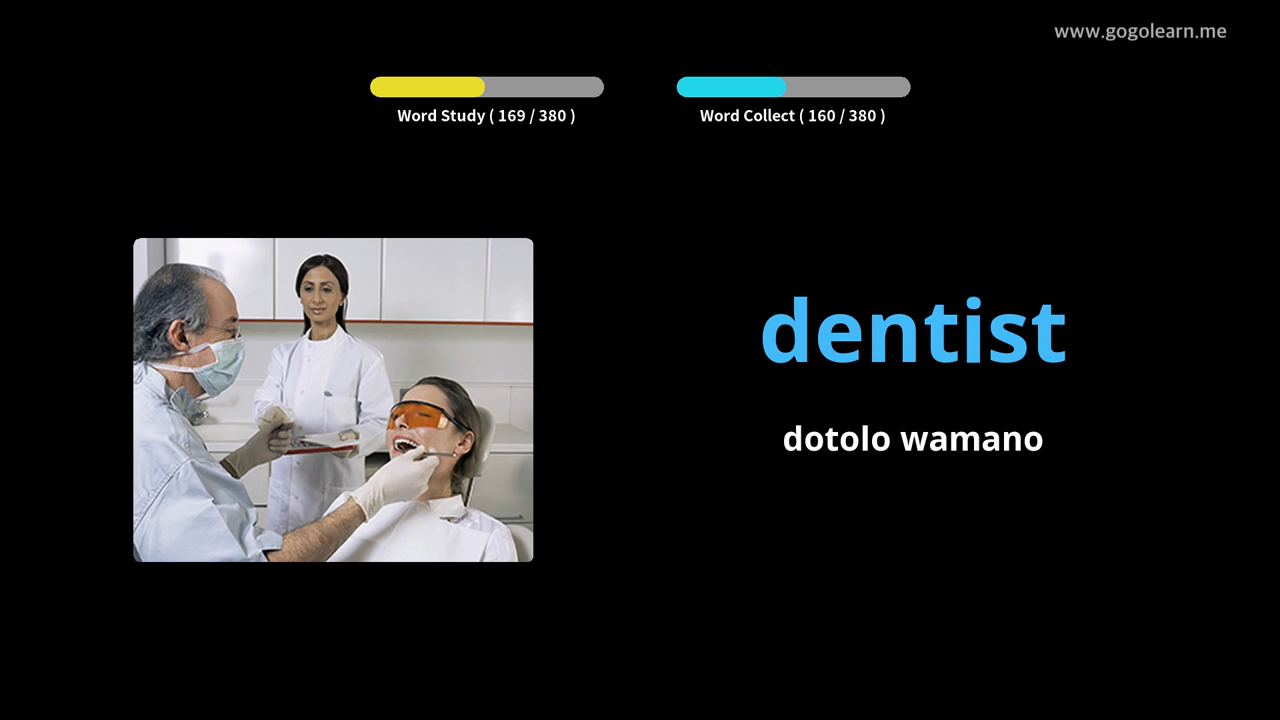 www.gogolearn.me
Word Study ( 169 / 380 )
Word Collect ( 160 / 380 )
dentist
dotolo wamano